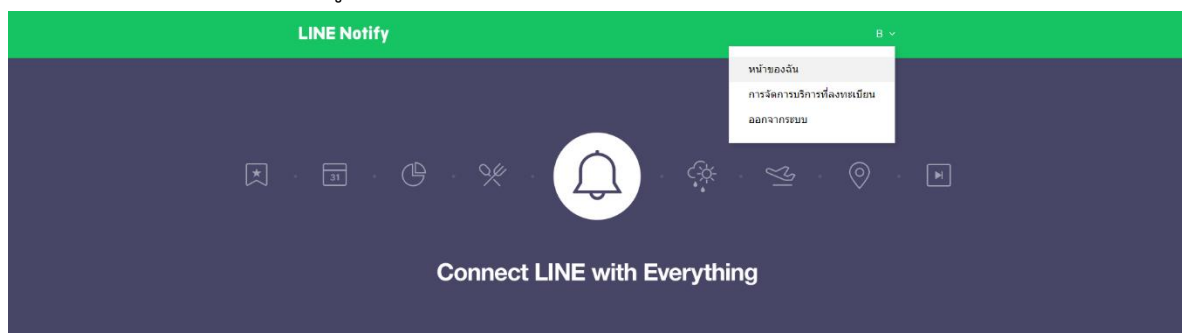 LINE Notify
B
หน้าของฉัน
การจัดการบริการที่ลงทะเบียน
ออกจากระบบ
31
Connect LINE with Everything